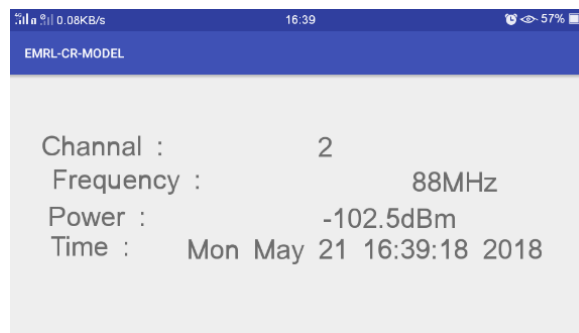 0.08KB/s 16:39 57%
EMRL-CR-MODEL
Channal : 2
Frequency : 88MHz
Power : -102.5dBm
Time : Mon May 21 16:39:18 2018